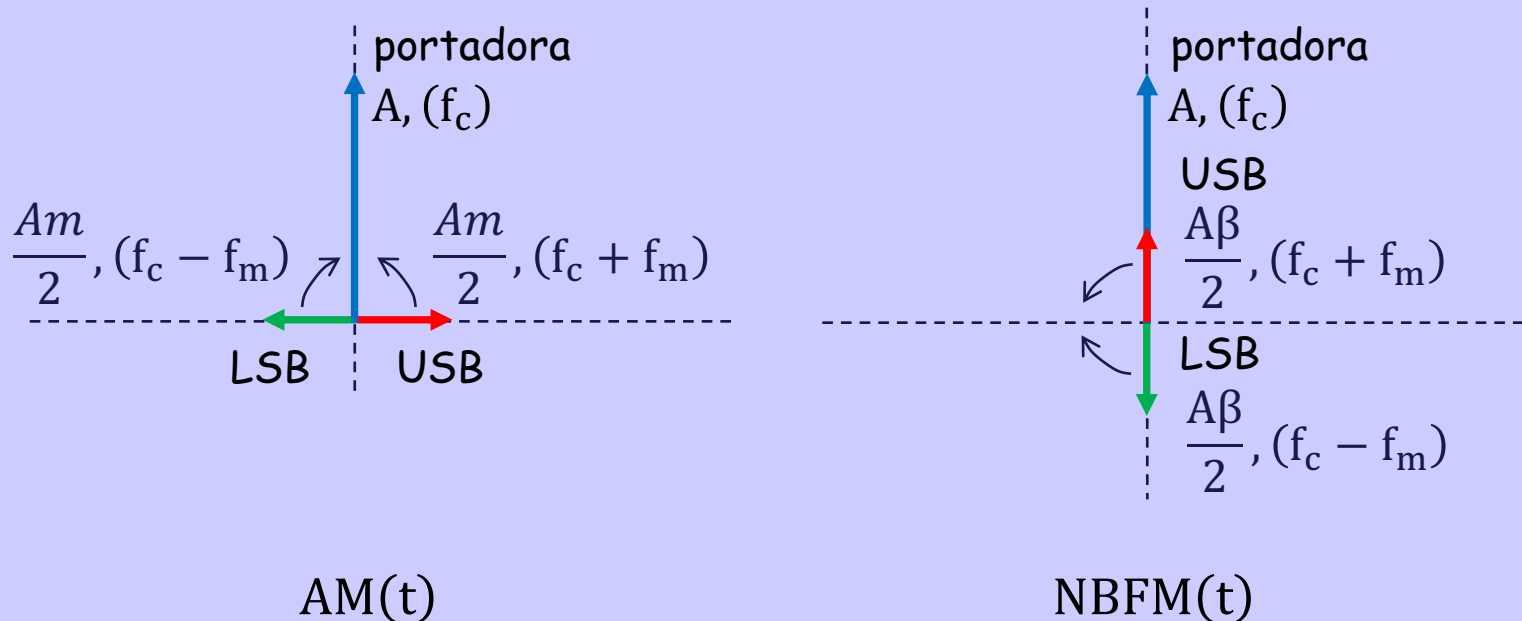 portadora
A, (f_c)
Am/2, (f_c − f_m)
Am/2, (f_c + f_m)
LSB
USB
AM(t)
portadora
A, (f_c)
USB
Aβ/2, (f_c + f_m)
LSB
Aβ/2, (f_c − f_m)
NBFM(t)